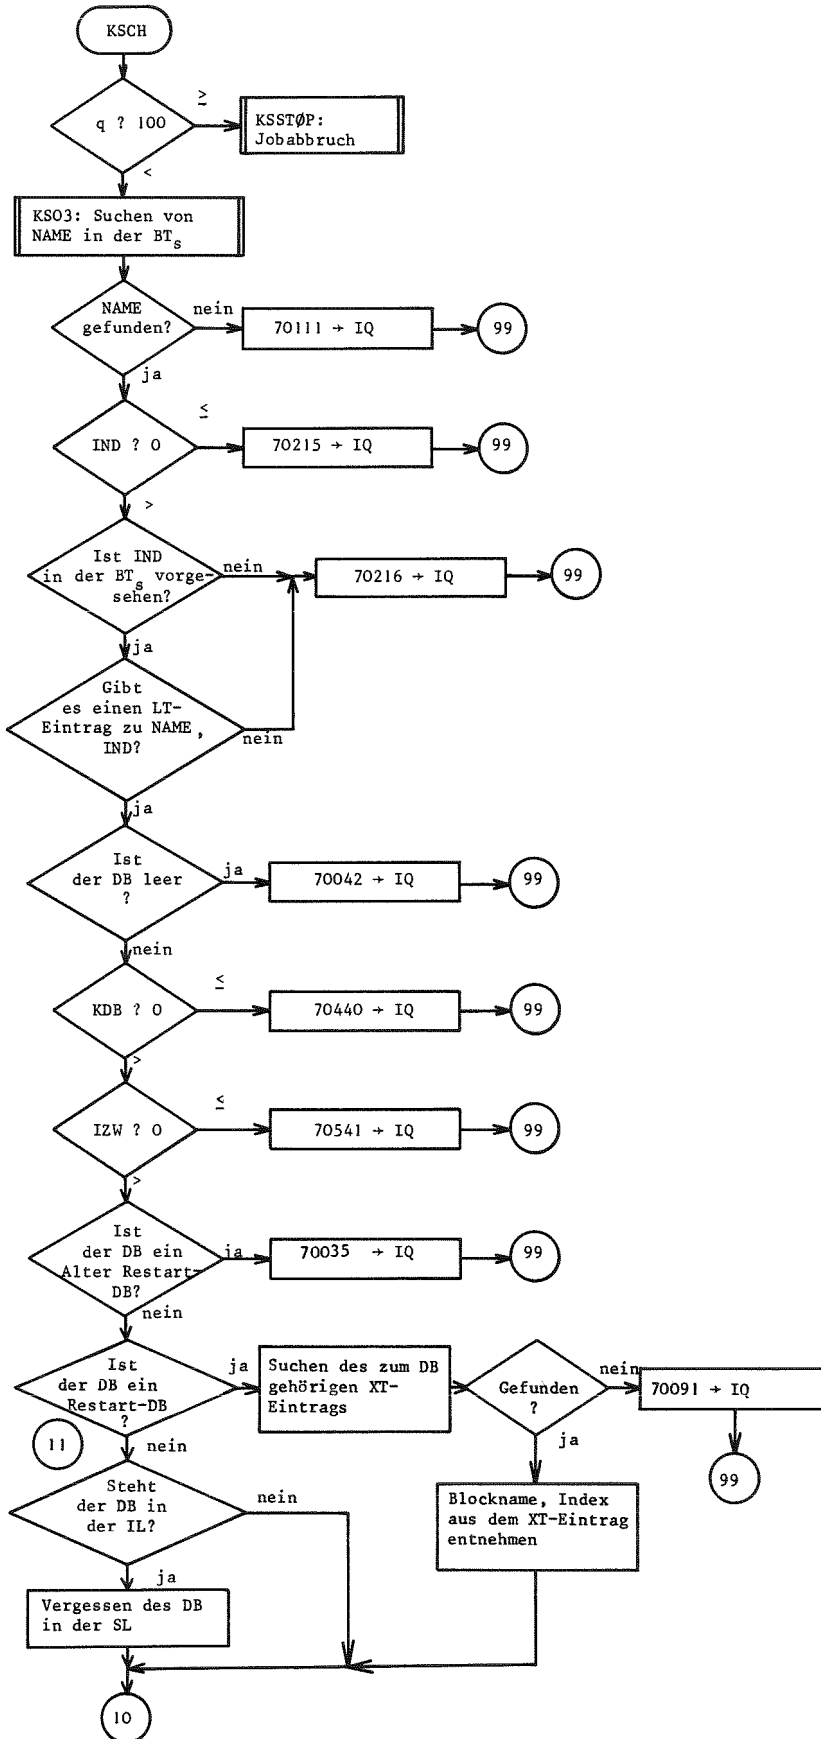 KSCH
≥
q ? 100
KSSTØP:
Jobabbruch
<
KSO3: Suchen von
NAME in der BTs
NAME
gefunden?
nein
70111 → IQ
99
ja
≤
IND ? O
70215 → IQ
99
>
Ist IND
in der BTs vorge-
sehen?
nein
70216 → IQ
99
ja
Gibt
es einen LT-
Eintrag zu NAME,
IND?
nein
ja
Ist
der DB leer
?
ja
70042 → IQ
99
nein
≤
KDB ? O
70440 → IQ
99
>
≤
IZW ? O
70541 → IQ
99
>
Ist
der DB ein
Alter Restart-
DB?
ja
70035 → IQ
99
nein
Ist
der DB ein
Restart-DB
?
ja
Suchen des zum DB
gehörigen XT-
Eintrags
Gefunden
?
nein
70091 → IQ
99
ja
Blockname, Index
aus dem XT-Eintrag
entnehmen
11
nein
Steht
der DB in
der IL?
nein
ja
Vergessen des DB
in der SL
10